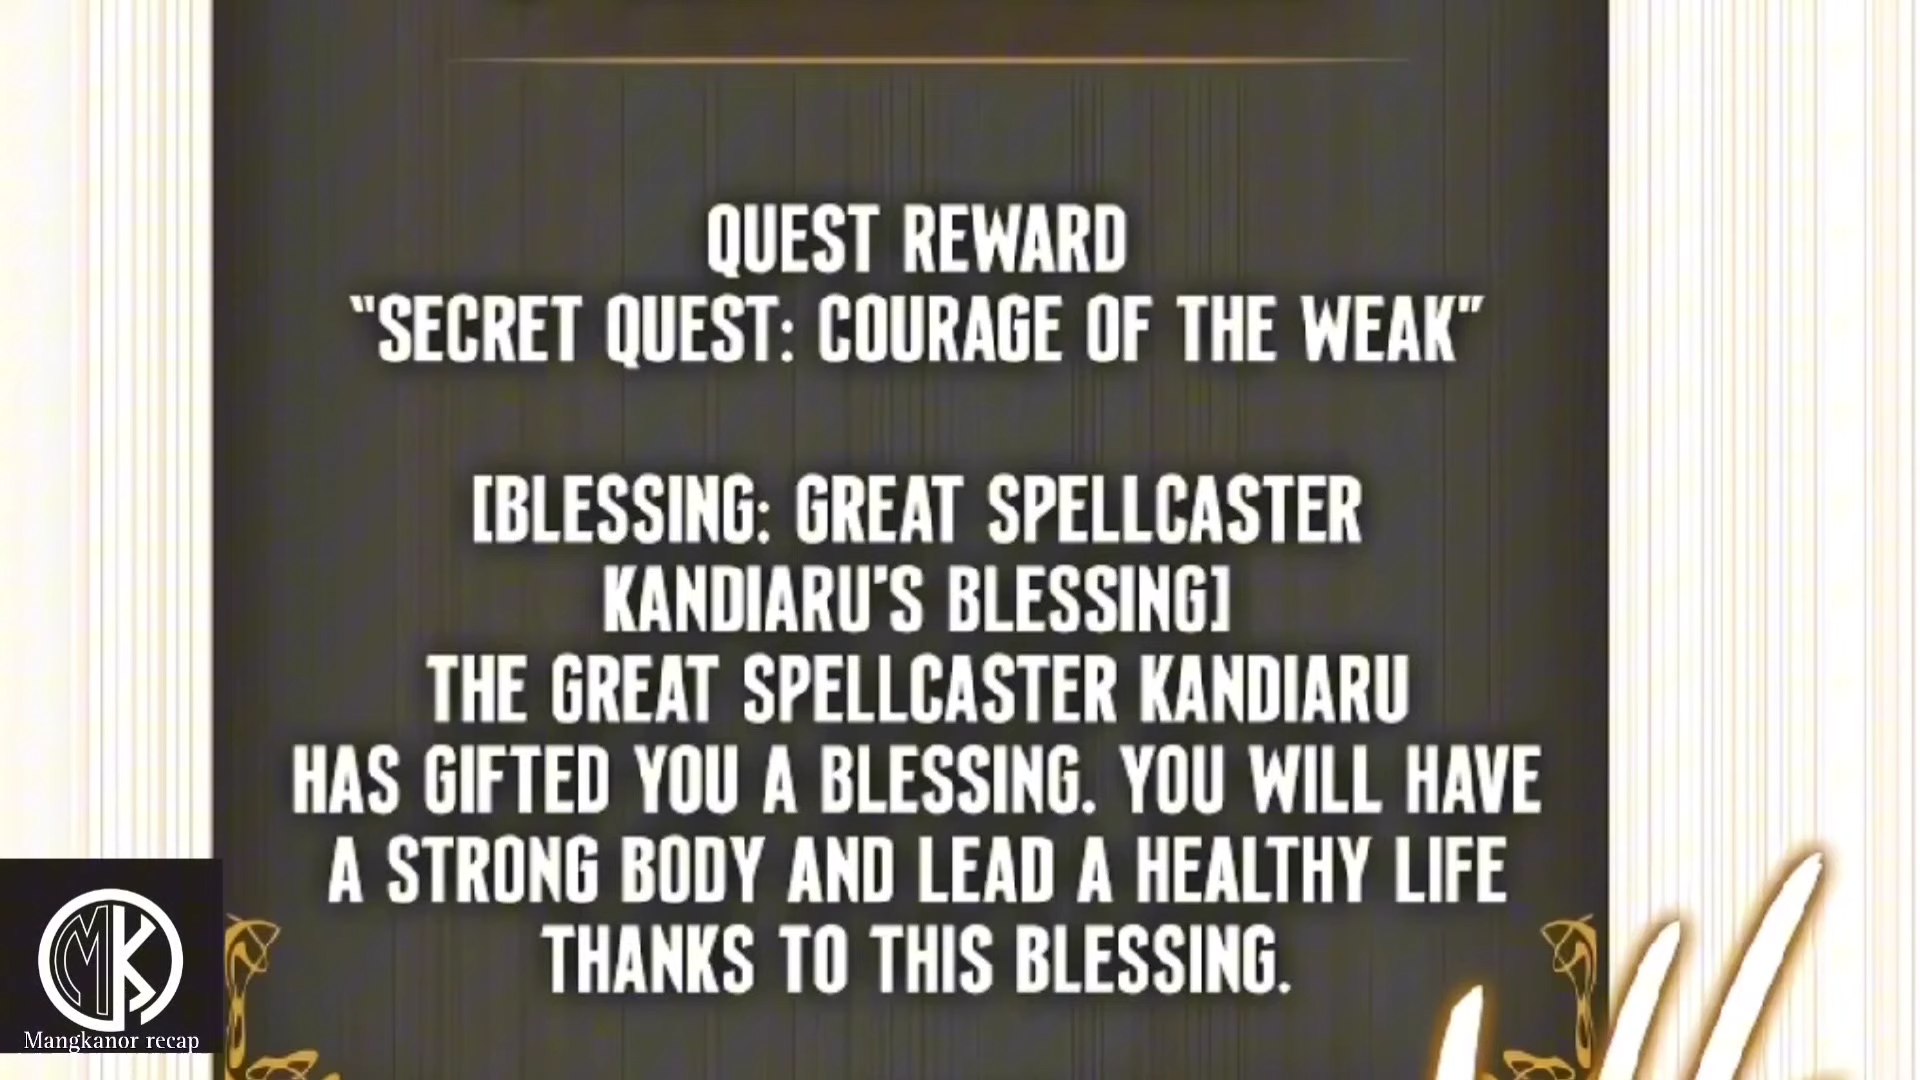 QUEST REWARD
"SECRET QUEST: COURAGE OF THE WEAK"
[BLESSING: GREAT SPELLCASTER
KANDIARU'S BLESSING]
THE GREAT SPELLCASTER KANDIARU
HAS GIFTED YOU A BLESSING. YOU WILL HAVE
A STRONG BODY AND LEAD A HEALTHY LIFE
THANKS TO THIS BLESSING.
MK
Mangkanor recap